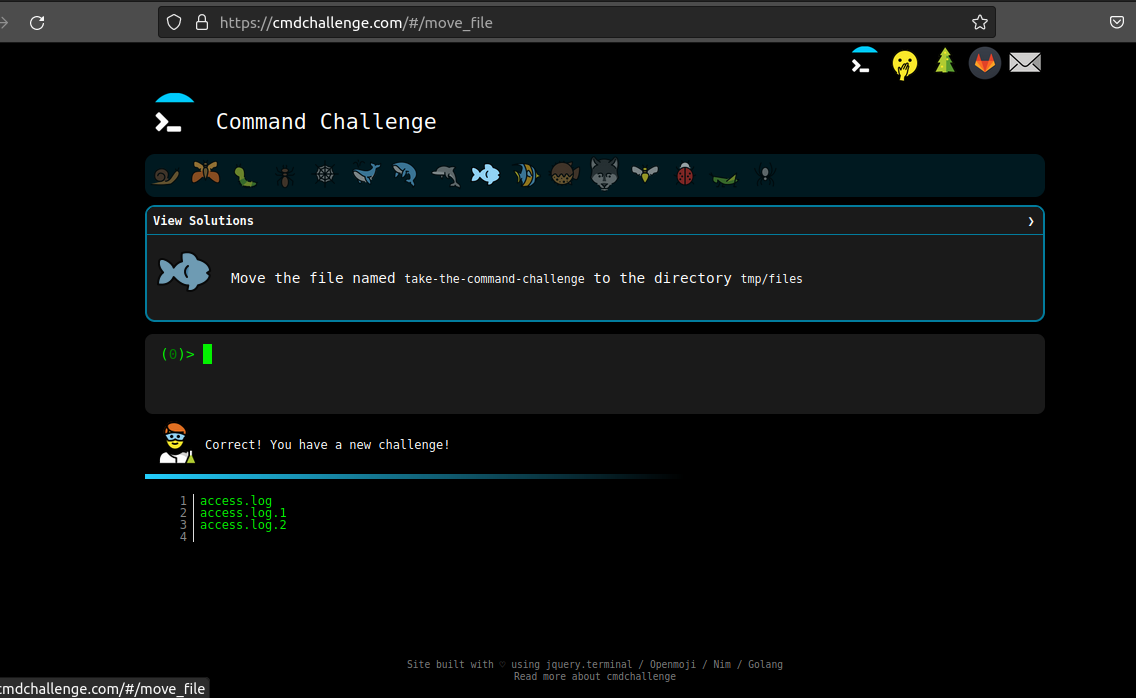 https://cmdchallenge.com/#/move_file
Command Challenge
View Solutions
Move the file named take-the-command-challenge to the directory tmp/files
(0)>
Correct! You have a new challenge!
1 access.log
2 access.log.1
3 access.log.2
4
Site built with ♡ using jquery.terminal / Openmoji / Nim / Golang
Read more about cmdchallenge
cmdchallenge.com/#/move_file